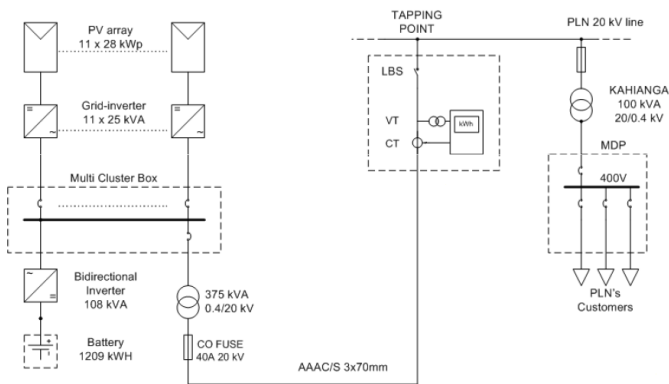 PV array
11 x 28 kWp
Grid-inverter
11 x 25 kVA
Multi Cluster Box
Bidirectional
Inverter
108 kVA
Battery
1209 kWH
375 kVA
0.4/20 kV
CO FUSE
40A 20 kV
AAAC/S 3x70mm
TAPPING
POINT
LBS
VT
kWh
CT
PLN 20 kV line
KAHIANGA
100 kVA
20/0.4 kV
MDP
400V
PLN's
Customers